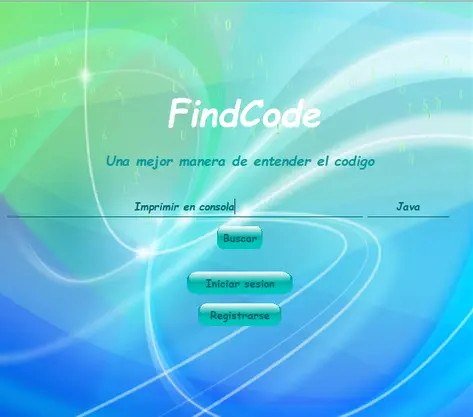 FindCode
Una mejor manera de entender el codigo
Imprimir en consola
Java
Buscar
Iniciar sesion
Registrarse